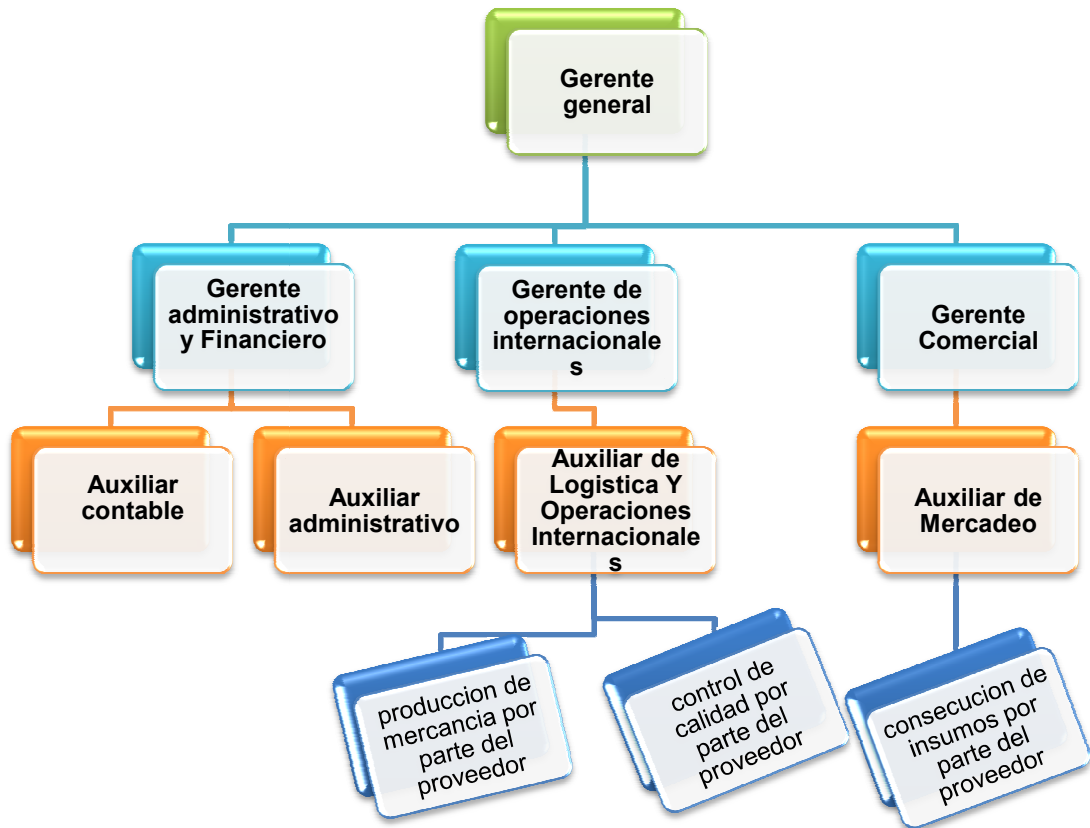 Gerente
general
Gerente
administrativo
y Financiero
Gerente de
operaciones
internacionale
s
Gerente
Comercial
Auxiliar
contable
Auxiliar
administrativo
Auxiliar de
Logistica Y
Operaciones
Internacionale
s
Auxiliar de
Mercadeo
produccion de
mercancia por
parte del
proveedor
control de
calidad por
parte del
proveedor
consecucion de
insumos por
parte del
proveedor